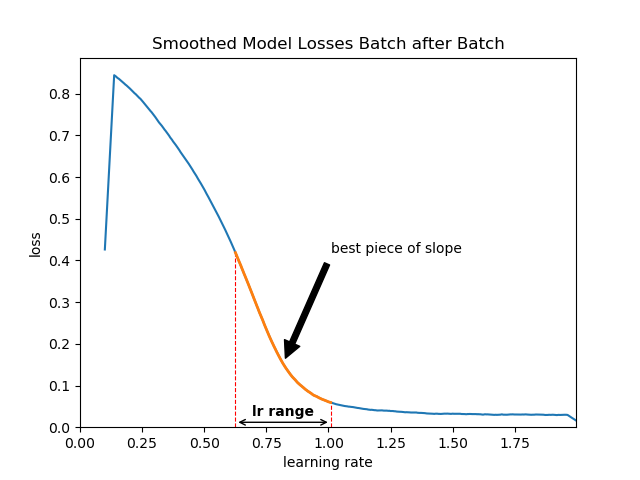 Smoothed Model Losses Batch after Batch
0.8
0.7
0.6
0.5
0.4
0.3
0.2
0.1
0.0
loss
best piece of slope
lr range
0.00 0.25 0.50 0.75 1.00 1.25 1.50 1.75
learning rate